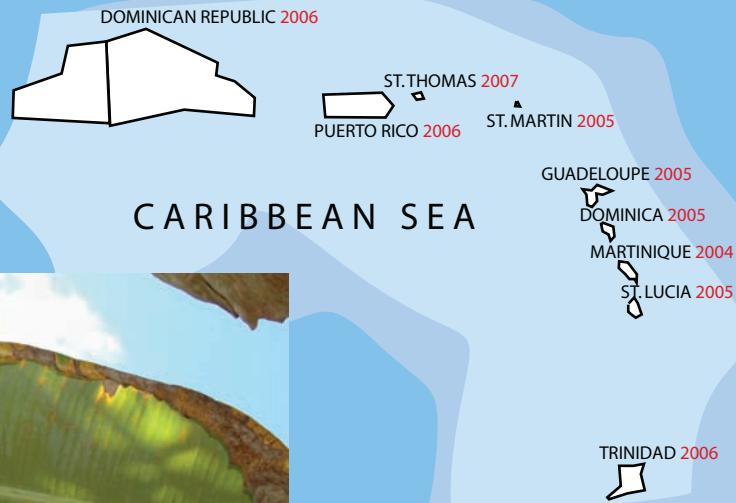 DOMINICAN REPUBLIC 2006
ST. THOMAS 2007
PUERTO RICO 2006
ST. MARTIN 2005
GUADELOUPE 2005
CARIBBEAN SEA
DOMINICA 2005
MARTINIQUE 2004
ST. LUCIA 2005
TRINIDAD 2006